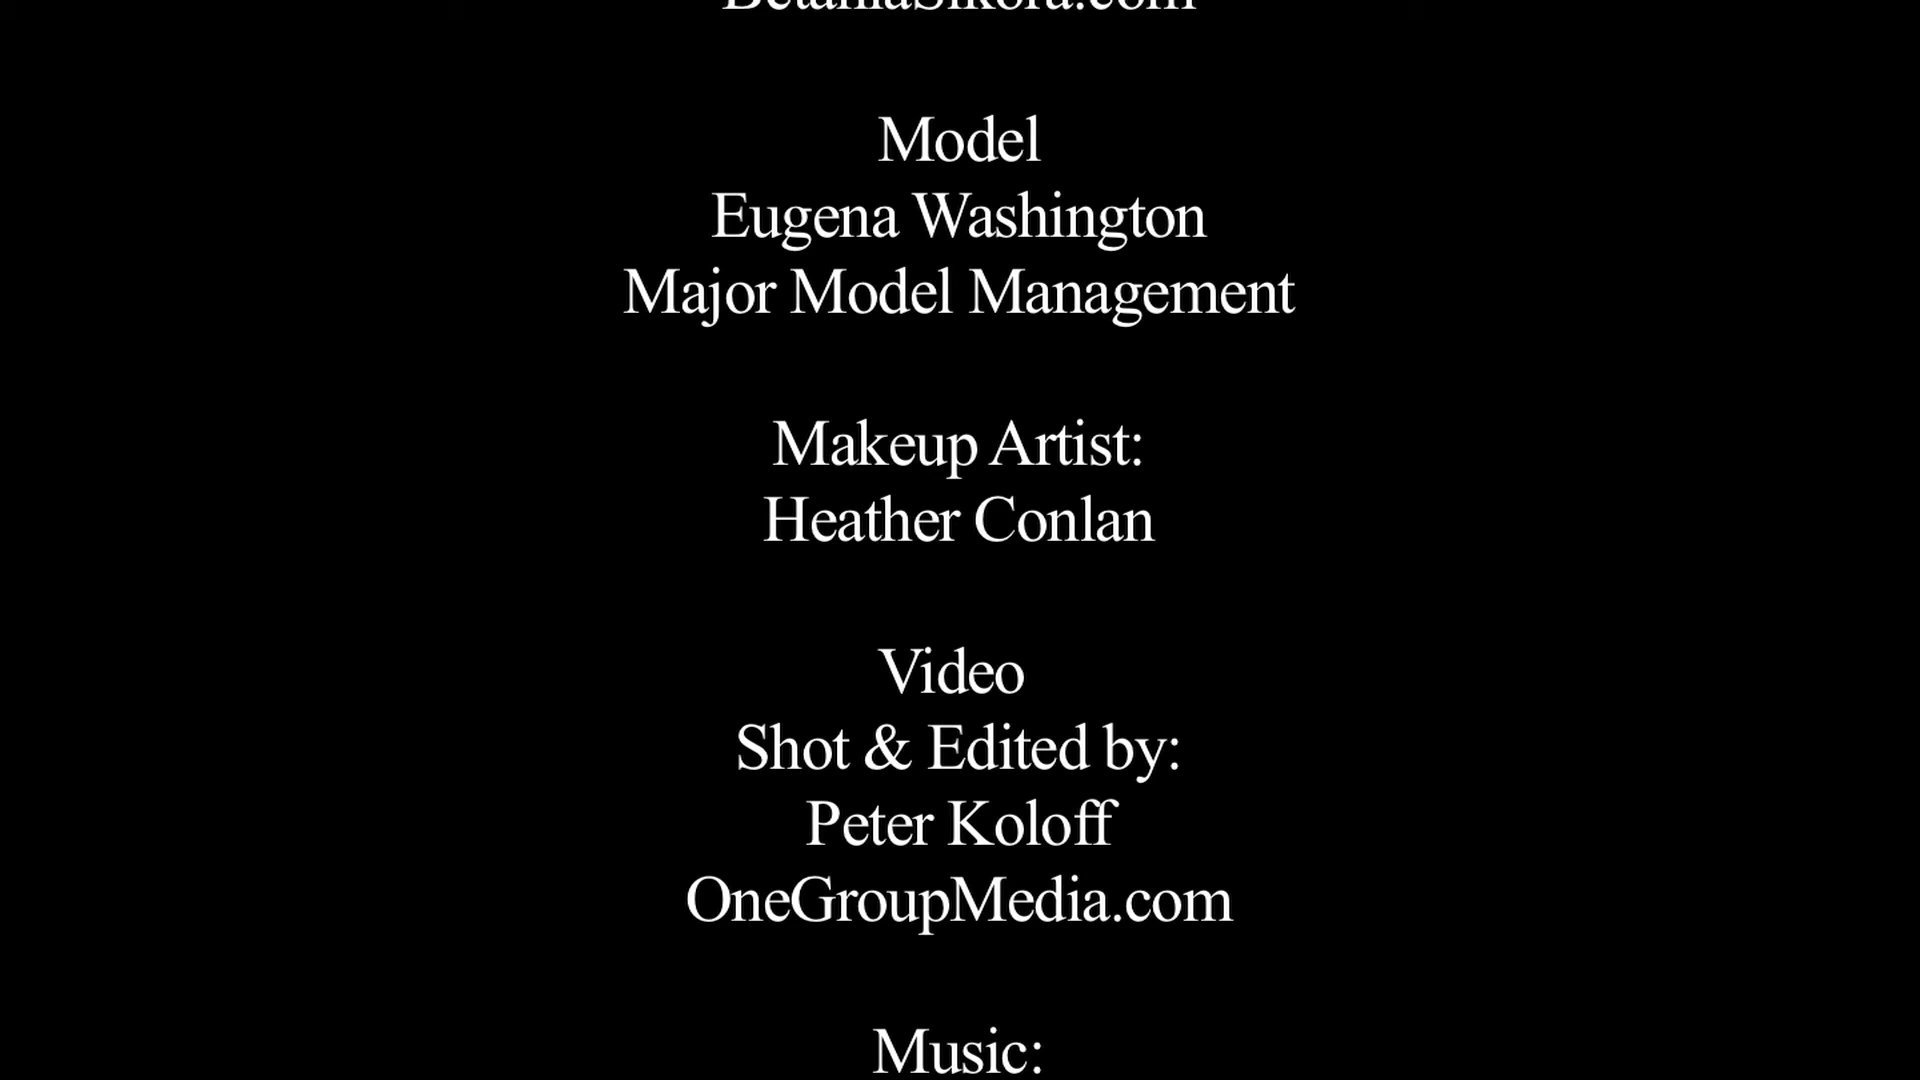 Model
Eugena Washington
Major Model Management
Makeup Artist:
Heather Conlan
Video
Shot & Edited by:
Peter Koloff
OneGroupMedia.com
Music: